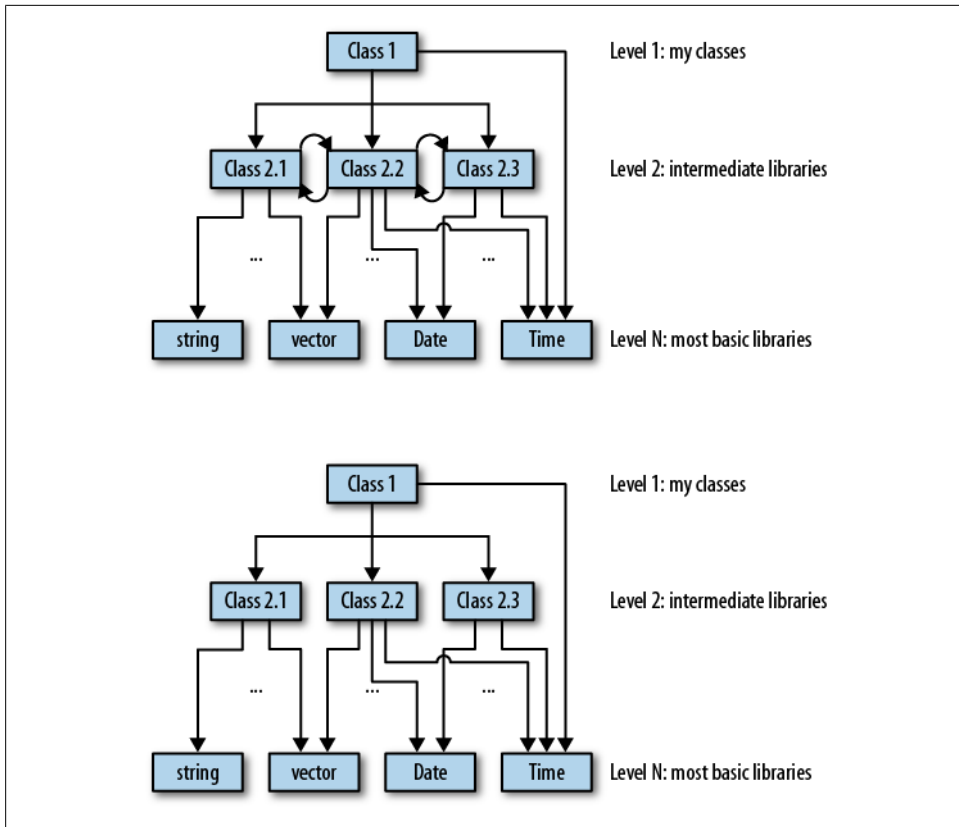 Class 1
Level 1: my classes
Class 2.1
Class 2.2
Class 2.3
Level 2: intermediate libraries
...
...
...
string
vector
Date
Time
Level N: most basic libraries
Class 1
Level 1: my classes
Class 2.1
Class 2.2
Class 2.3
Level 2: intermediate libraries
...
...
...
string
vector
Date
Time
Level N: most basic libraries